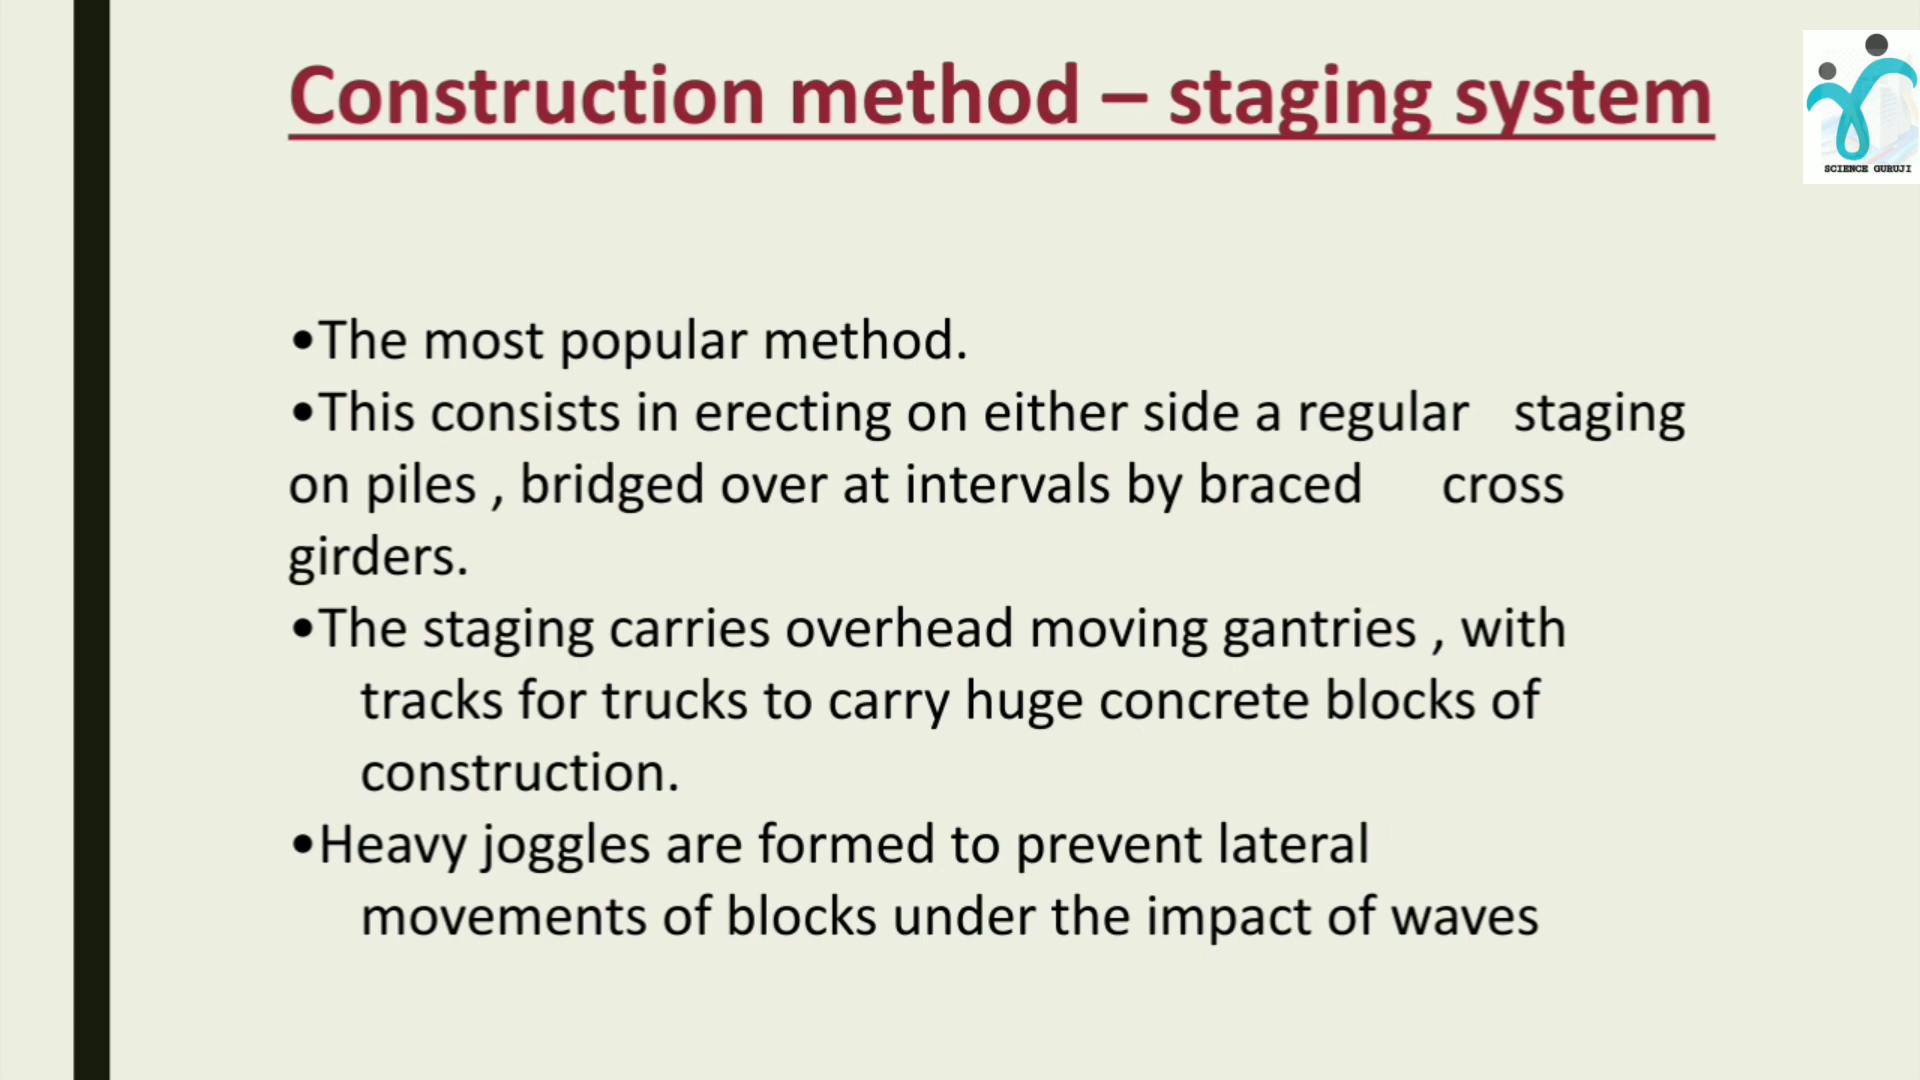 Construction method – staging system
SCIENCE GURUJI
•The most popular method.
•This consists in erecting on either side a regular staging
on piles , bridged over at intervals by braced cross
girders.
•The staging carries overhead moving gantries , with
tracks for trucks to carry huge concrete blocks of
construction.
•Heavy joggles are formed to prevent lateral
movements of blocks under the impact of waves